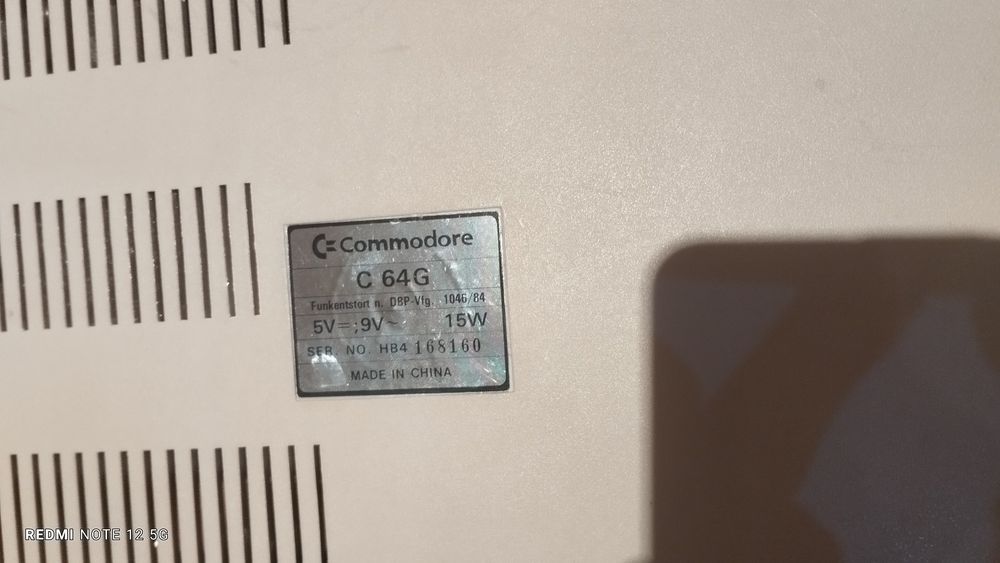 Commodore
C 64G
Funkentstort n. DBP-Vfg. 1046/84
5V⎓;9V~ 15W
SER. NO. HB4 168160
MADE IN CHINA
REDMI NOTE 12 5G